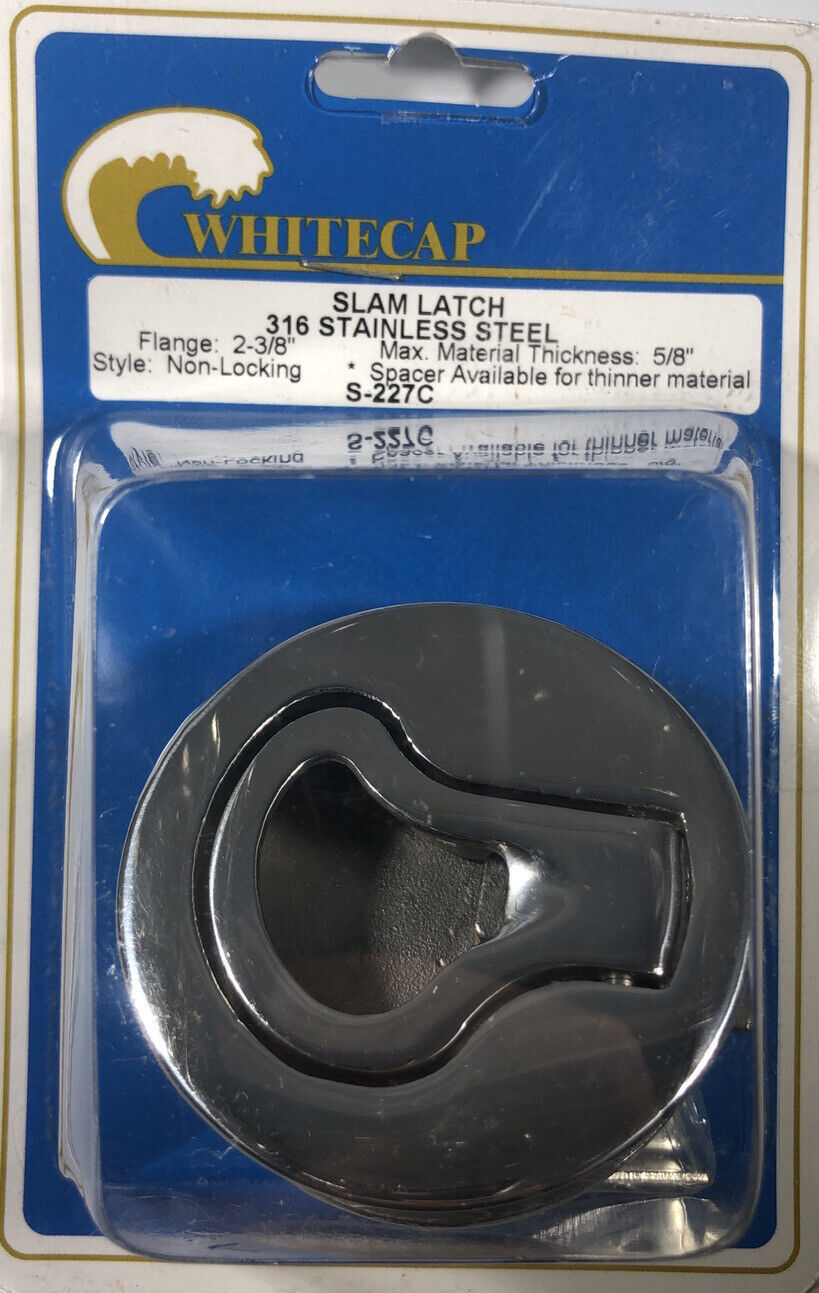 WHITECAP
SLAM LATCH
316 STAINLESS STEEL
Flange: 2-3/8" Max. Material Thickness: 5/8"
Style: Non-Locking * Spacer Available for thinner material
S-227C